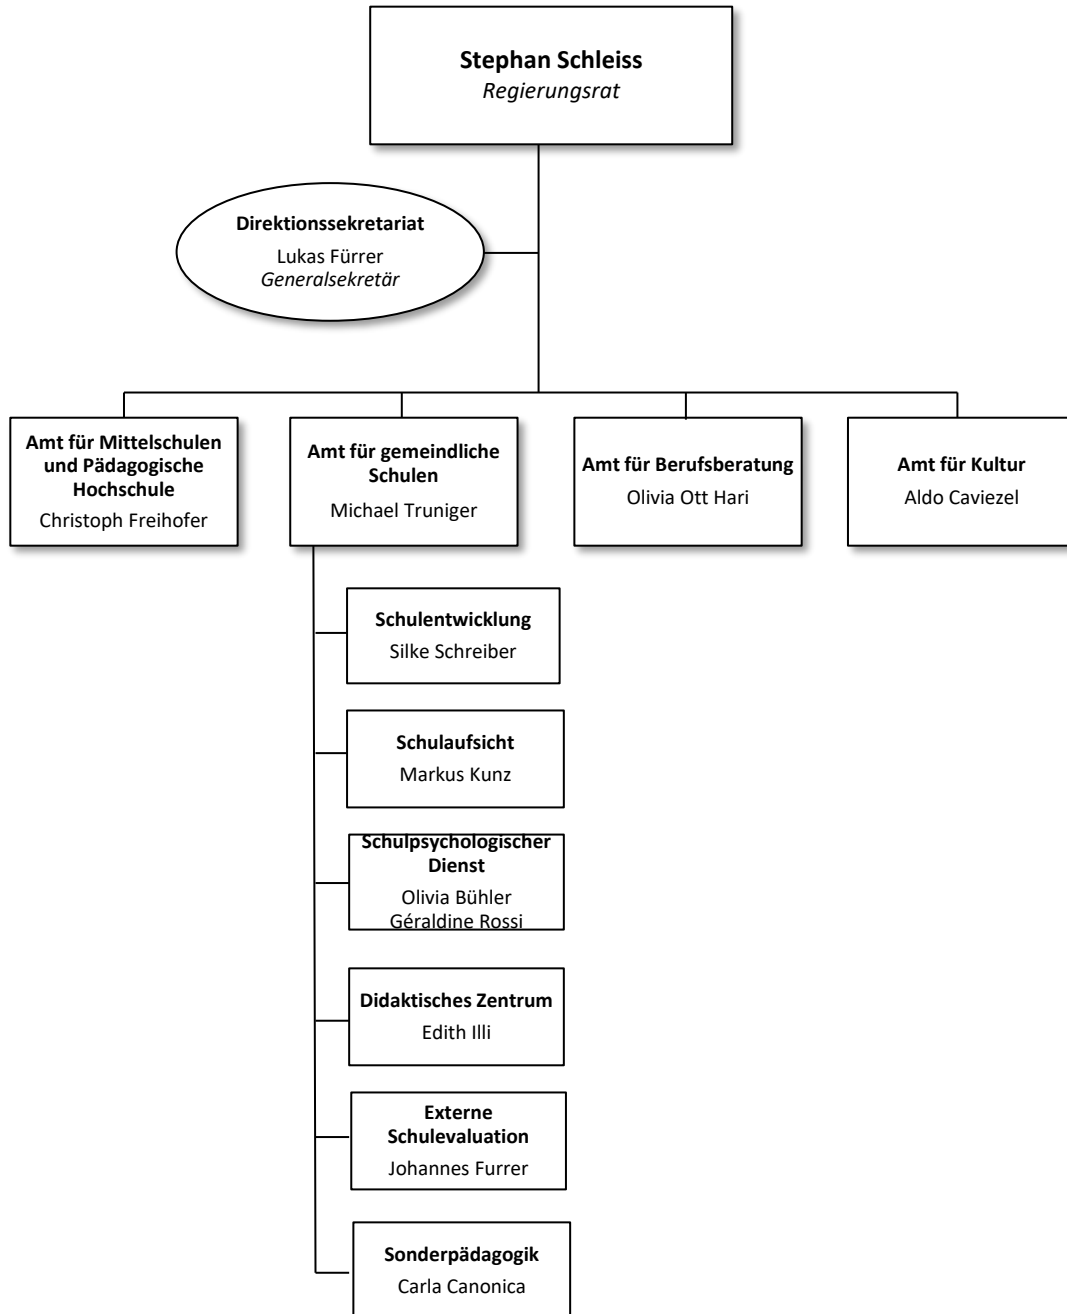 Stephan Schleiss
Regierungsrat
Direktionssekretariat
Lukas Fürrer
Generalsekretär
Amt für Mittelschulen
und Pädagogische
Hochschule
Christoph Freihofer
Amt für gemeindliche
Schulen
Michael Truniger
Amt für Berufsberatung
Olivia Ott Hari
Amt für Kultur
Aldo Caviezel
Schulentwicklung
Silke Schreiber
Schulaufsicht
Markus Kunz
Schulpsychologischer
Dienst
Olivia Bühler
Géraldine Rossi
Didaktisches Zentrum
Edith Illi
Externe
Schulevaluation
Johannes Furrer
Sonderpädagogik
Carla Canonica